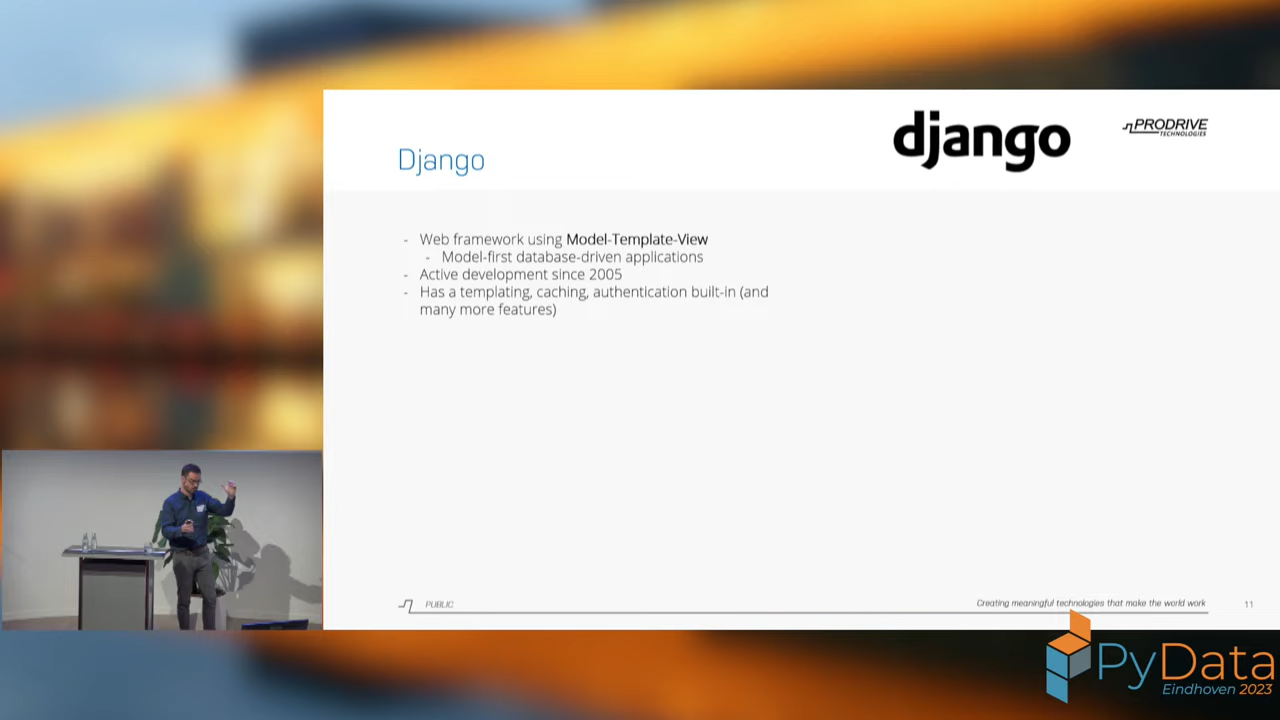 django
PRODRIVE
TECHNOLOGIES
Django
- Web framework using Model-Template-View
- Model-first database-driven applications
- Active development since 2005
- Has a templating, caching, authentication built-in (and
many more features)
PUBLIC
Creating meaningful technologies that make the world work
11
PyData
Eindhoven 2023